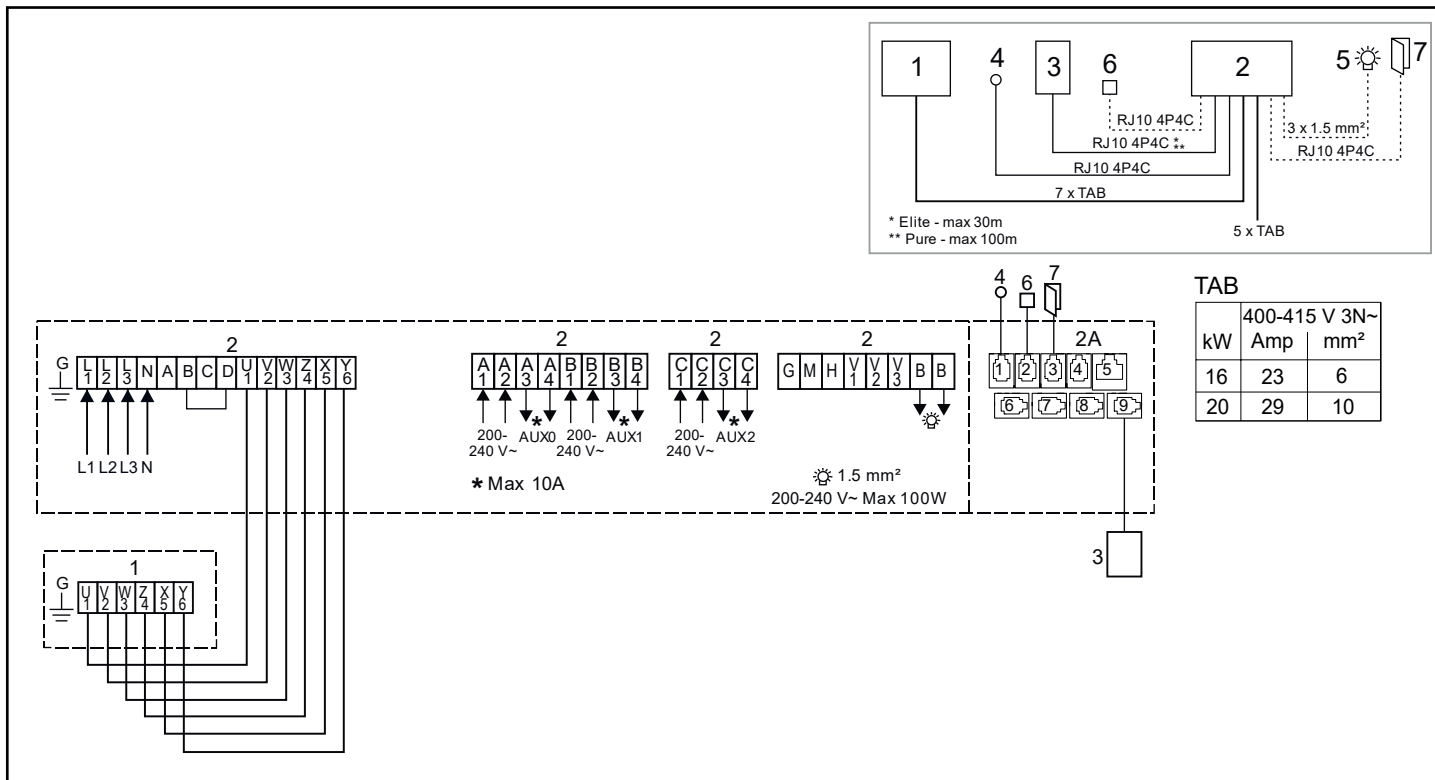 1 4 3 6 2 5 7
RJ10 4P4C
3 x 1.5 mm²
RJ10 4P4C * **
RJ10 4P4C
RJ10 4P4C
7 x TAB
* Elite - max 30m
** Pure - max 100m
5 x TAB
4 6 7
TAB
400-415 V 3N~
kW Amp mm²
16 23 6
20 29 10
2 2 2 2 2A
G L1 L2 L3 N A B C D U1 V2 W3 Z4 X5 Y6
A1 A2 A3 A4 B1 B2 B3 B4
C1 C2 C3 C4
G M H V1 V2 V3 B B
1 2 3 4 5
6 7 8 9
L1 L2 L3 N
200-240 V~ * AUX0 200-240 V~ * AUX1
200-240 V~ * AUX2
* Max 10A
1.5 mm²
200-240 V~ Max 100W
3
1
G U1 V2 W3 Z4 X5 Y6